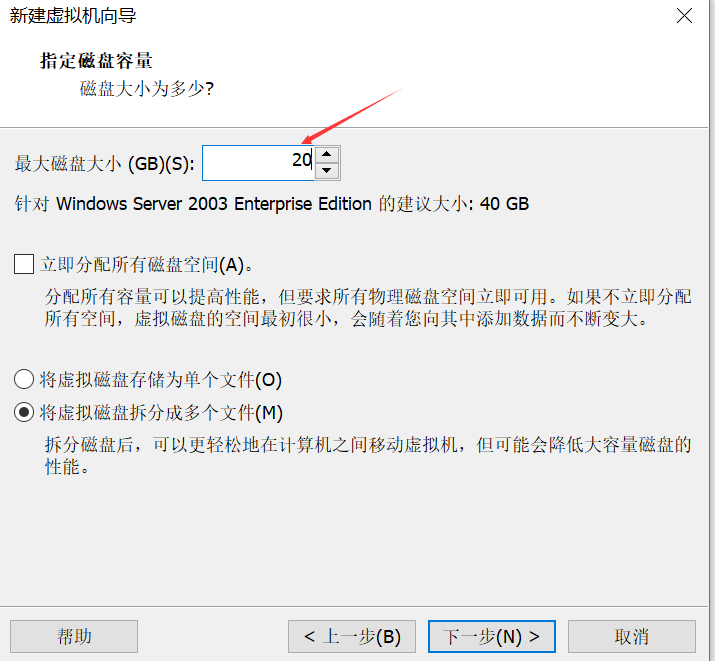 新建虚拟机向导
指定磁盘容量
磁盘大小为多少?
最大磁盘大小 (GB)(S): 20
针对 Windows Server 2003 Enterprise Edition 的建议大小: 40 GB
立即分配所有磁盘空间(A)。
分配所有容量可以提高性能，但要求所有物理磁盘空间立即可用。如果不立即分配
所有空间，虚拟磁盘的空间最初很小，会随着您向其中添加数据而不断变大。
将虚拟磁盘存储为单个文件(O)
将虚拟磁盘拆分成多个文件(M)
拆分磁盘后，可以更轻松地在计算机之间移动虚拟机，但可能会降低大容量磁盘的
性能。
帮助 < 上一步(B) 下一步(N) > 取消